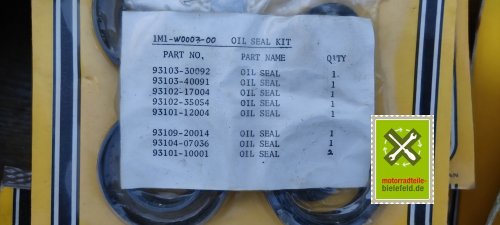 1M1-W0007-00 OIL SEAL KIT
PART NO, PART NAME Q'TY
93103-30092 OIL SEAL 1
93103-40091 OIL SEAL 1
93102-17004 OIL SEAL 1
93102-35054 OIL SEAL 1
93101-12004 OIL SEAL 1
93109-20014 OIL SEAL 1
93104-07036 OIL SEAL 1
93101-10001 OIL SEAL 2
motorradteile-
bielefeld.de